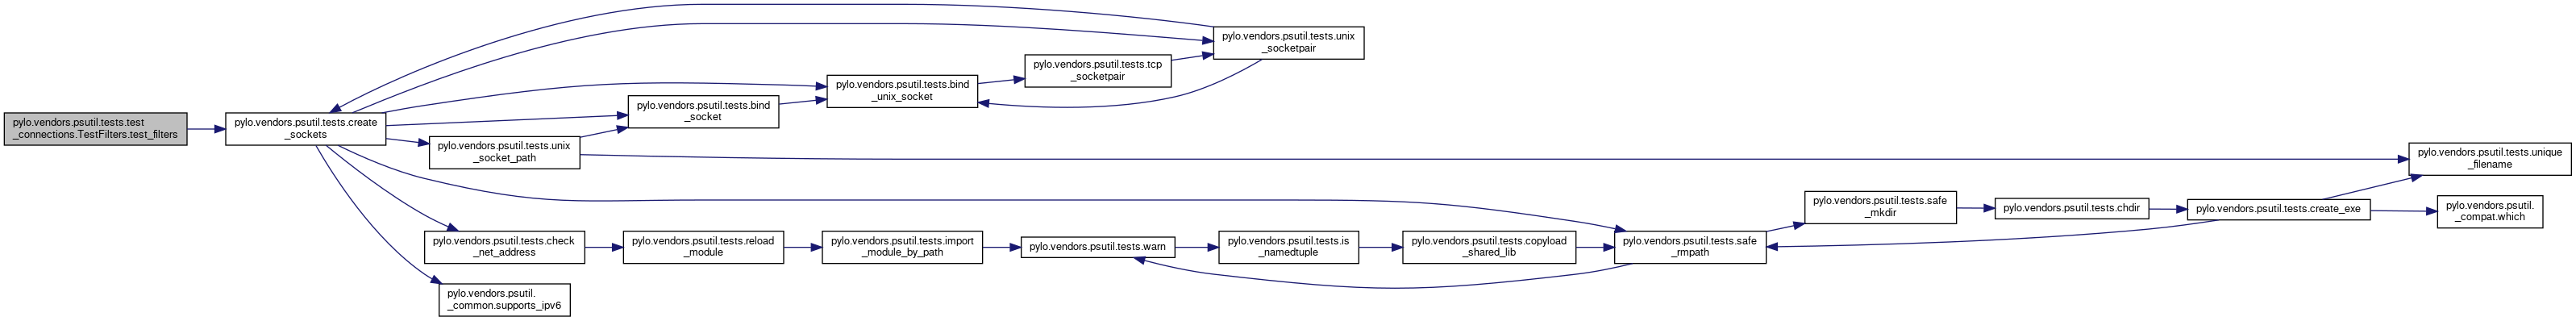 pylo.vendors.psutil.tests.test
_connections.TestFilters.test_filters
pylo.vendors.psutil.tests.create
_sockets
pylo.vendors.psutil.tests.unix
_socketpair
pylo.vendors.psutil.tests.tcp
_socketpair
pylo.vendors.psutil.tests.bind
_unix_socket
pylo.vendors.psutil.tests.bind
_socket
pylo.vendors.psutil.tests.unix
_socket_path
pylo.vendors.psutil.tests.unique
_filename
pylo.vendors.psutil.tests.safe
_mkdir
pylo.vendors.psutil.tests.chdir
pylo.vendors.psutil.tests.create_exe
pylo.vendors.psutil.
_compat.which
pylo.vendors.psutil.tests.check
_net_address
pylo.vendors.psutil.tests.reload
_module
pylo.vendors.psutil.tests.import
_module_by_path
pylo.vendors.psutil.tests.warn
pylo.vendors.psutil.tests.is
_namedtuple
pylo.vendors.psutil.tests.copyload
_shared_lib
pylo.vendors.psutil.tests.safe
_rmpath
pylo.vendors.psutil.
_common.supports_ipv6